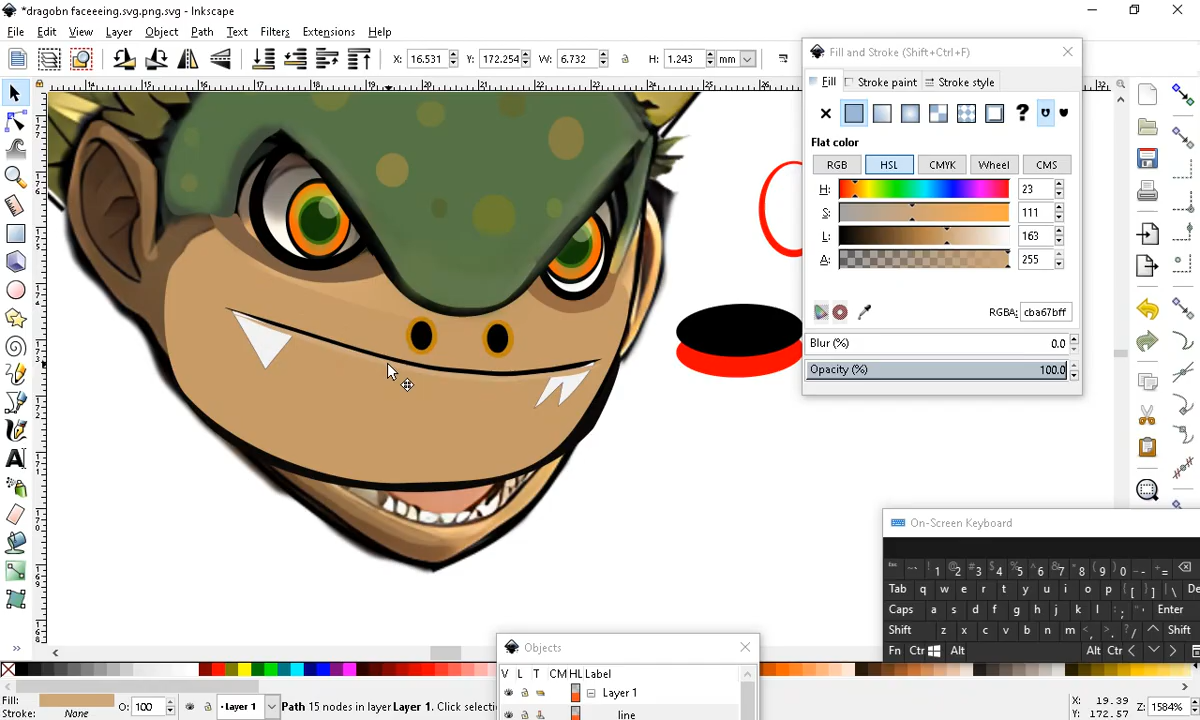 *dragobn faceeeing.svg.png.svg - Inkscape
File Edit View Layer Object Path Text Filters Extensions Help
X: 16.531 Y: 172.254 W: 6.732 H: 1.243 mm
Fill and Stroke (Shift+Ctrl+F)
Fill Stroke paint Stroke style
Flat color
RGB HSL CMYK Wheel CMS
H: 23
S: 111
L: 163
A: 255
RGBA: cba67bff
Blur (%) 0.0
Opacity (%) 100.0
On-Screen Keyboard
Tab q w e r t y u i o p
Caps a s d f g h j k l Enter
Shift z x c v b n m Shift
Fn Ctr Alt Alt Ctr
Objects
V L T CM HL Label
Layer 1
line
Fill:
Stroke: None
O: 100
Layer 1
Path 15 nodes in layer Layer 1. Click selecti
X: 19.39
Y: 172.57
Z: 1584%